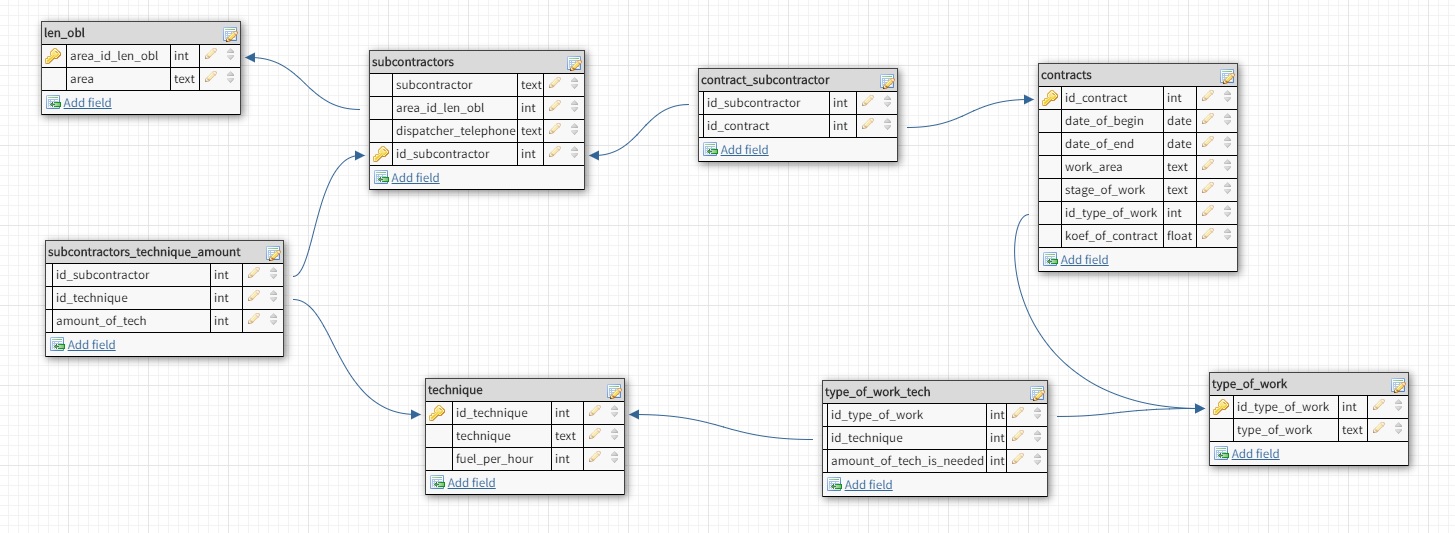 len_obl
area_id_len_obl int
area text
Add field
subcontractors
subcontractor text
area_id_len_obl int
dispatcher_telephone text
id_subcontractor int
Add field
contract_subcontractor
id_subcontractor int
id_contract int
Add field
contracts
id_contract int
date_of_begin date
date_of_end date
work_area text
stage_of_work text
id_type_of_work int
koef_of_contract float
Add field
subcontractors_technique_amount
id_subcontractor int
id_technique int
amount_of_tech int
Add field
technique
id_technique int
technique text
fuel_per_hour int
Add field
type_of_work_tech
id_type_of_work int
id_technique int
amount_of_tech_is_needed int
Add field
type_of_work
id_type_of_work int
type_of_work text
Add field